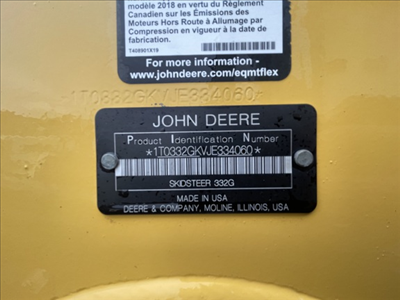 modèle 2018 en vertu du Règlement
Canadien sur les Émissions des
Moteurs Hors Route à Allumage par
Compression en vigueur à la date de
fabrication.
T409901X19
For more information -
www.johndeere.com/eqmtflex
1T0332GKVJE334060*
JOHN DEERE
Product Identification Number
*1T0332GKVJE334060*
SKIDSTEER 332G
MADE IN USA
DEERE & COMPANY, MOLINE, ILLINOIS, USA